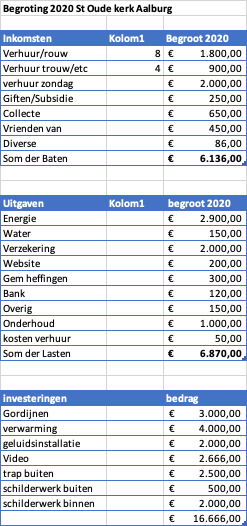 Begroting 2020 St Oude kerk Aalburg
Inkomsten Kolom1 Begroot 2020
Verhuur/rouw 8 € 1.800,00
Verhuur trouw/etc 4 € 900,00
verhuur zondag € 2.000,00
Giften/Subsidie € 250,00
Collecte € 650,00
Vrienden van € 450,00
Diverse € 86,00
Som der Baten € 6.136,00
Uitgaven Kolom1 begroot 2020
Energie € 2.900,00
Water € 150,00
Verzekering € 2.000,00
Website € 200,00
Gem heffingen € 300,00
Bank € 120,00
Overig € 150,00
Onderhoud € 1.000,00
kosten verhuur € 50,00
Som der Lasten € 6.870,00
investeringen bedrag
Gordijnen € 3.000,00
verwarming € 4.000,00
geluidsinstallatie € 2.000,00
Video € 2.666,00
trap buiten € 2.500,00
schilderwerk buiten € 500,00
schilderwerk binnen € 2.000,00
€ 16.666,00